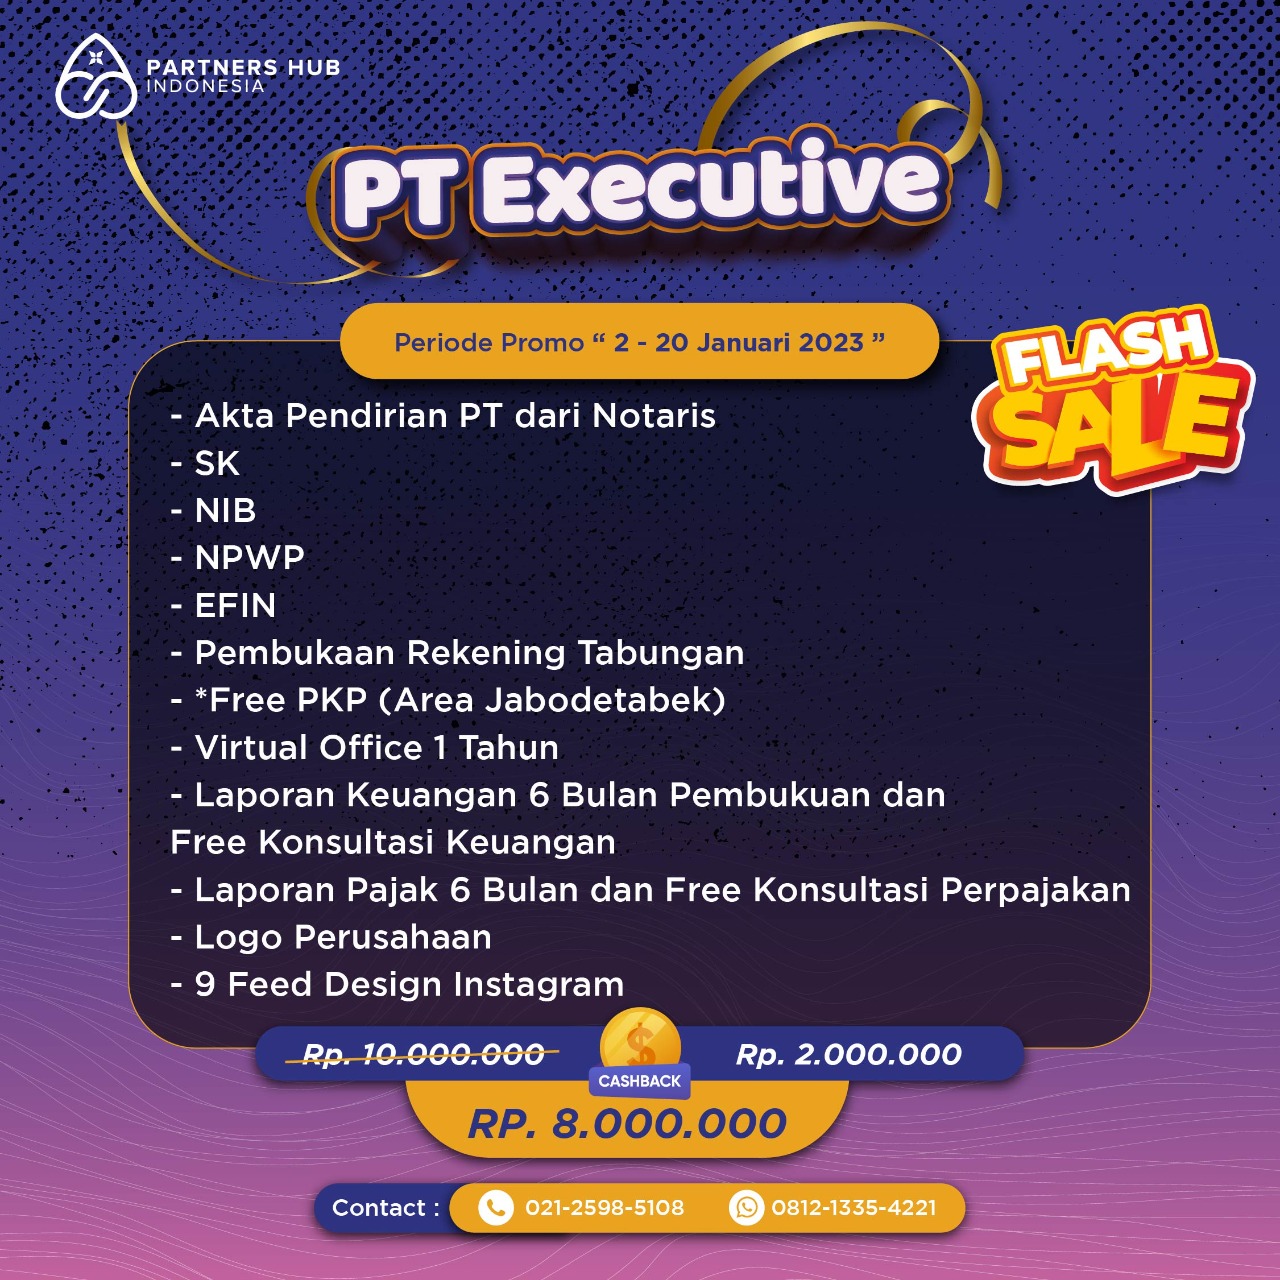 PARTNERS HUB
INDONESIA
PT Executive
Periode Promo “ 2 - 20 Januari 2023 ”
FLASH
SALE
- Akta Pendirian PT dari Notaris
- SK
- NIB
- NPWP
- EFIN
- Pembukaan Rekening Tabungan
- *Free PKP (Area Jabodetabek)
- Virtual Office 1 Tahun
- Laporan Keuangan 6 Bulan Pembukuan dan
Free Konsultasi Keuangan
- Laporan Pajak 6 Bulan dan Free Konsultasi Perpajakan
- Logo Perusahaan
- 9 Feed Design Instagram
Rp. 10.000.000
$
CASHBACK
Rp. 2.000.000
RP. 8.000.000
Contact : 021-2598-5108 0812-1335-4221